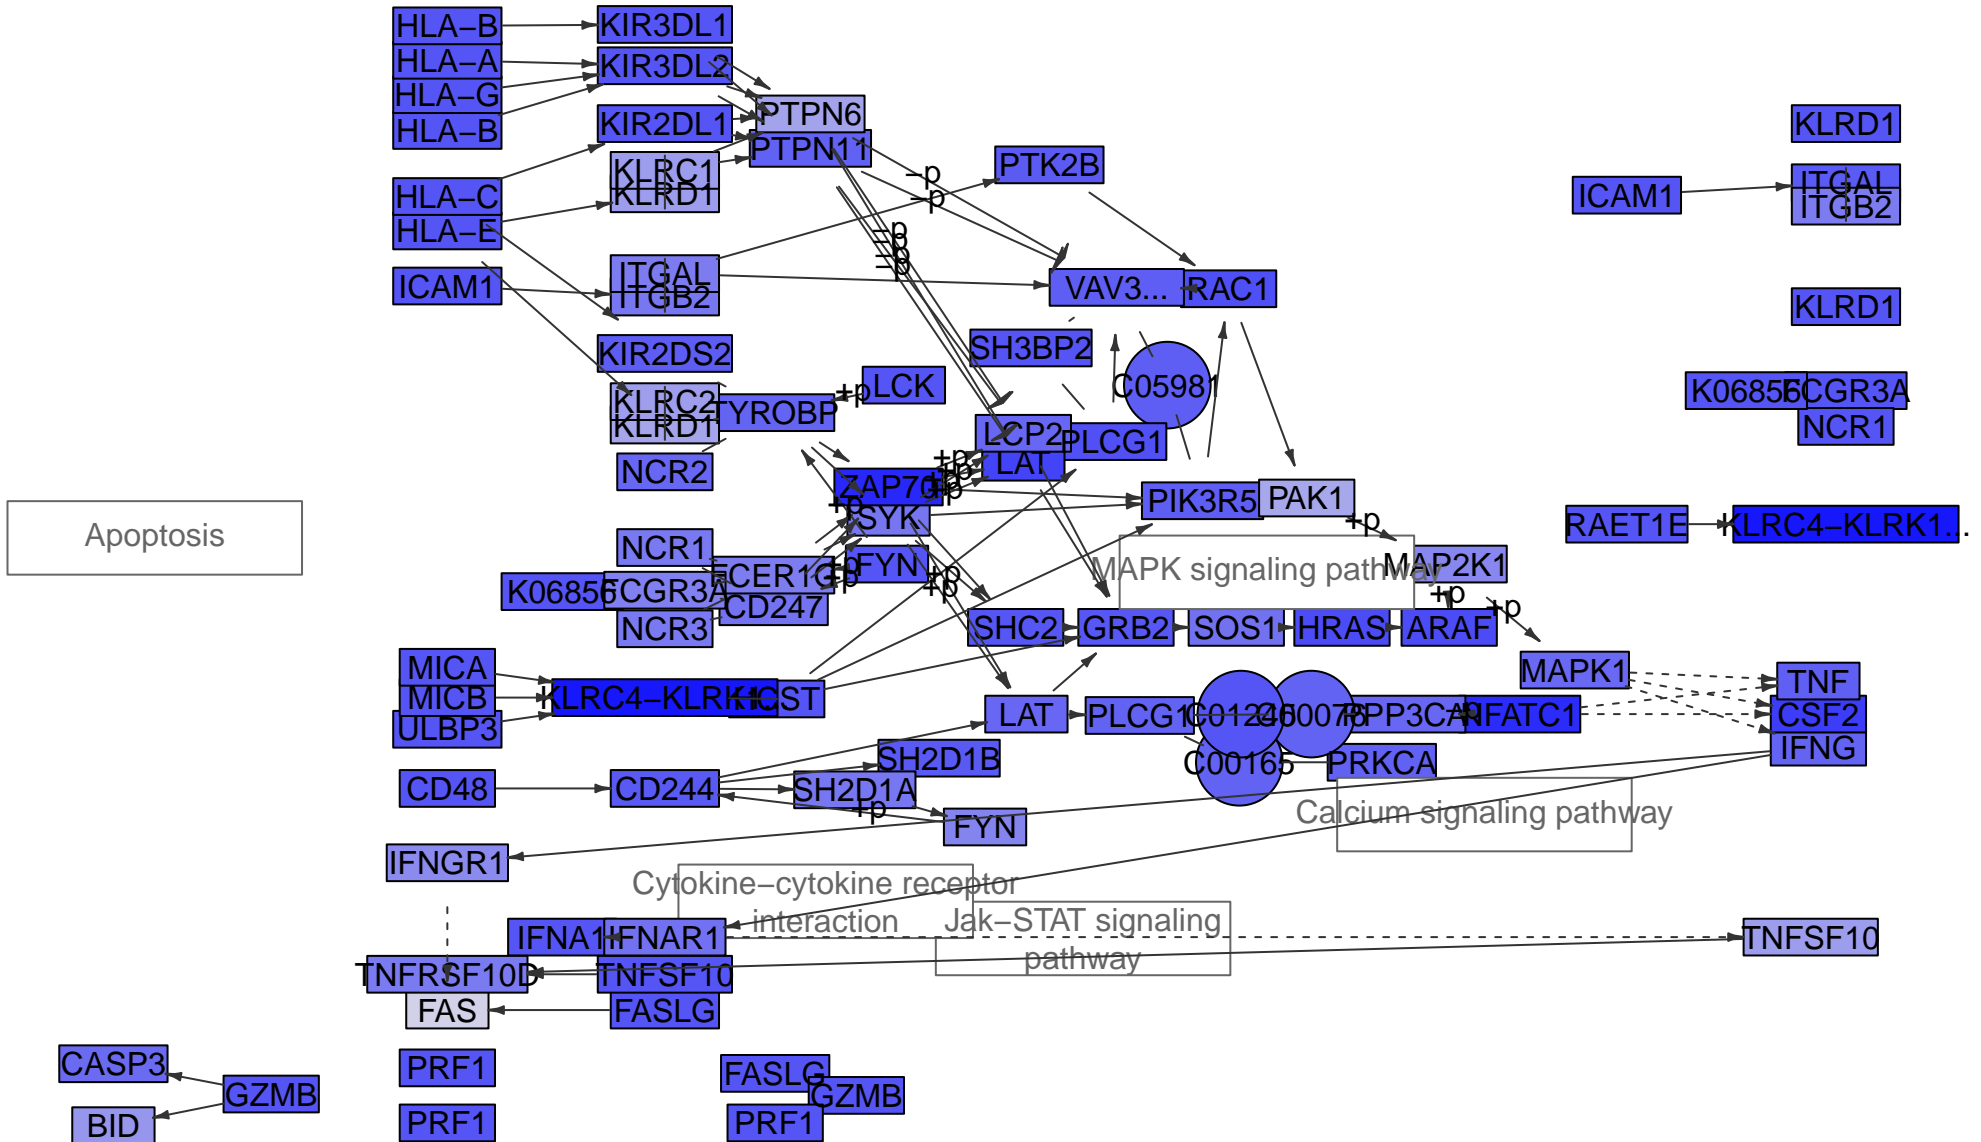 HLA−B
KIR3DL1
HLA−A
KIR3DL2
HLA−G
HLA−B
PTPN6
KIR2DL1
PTPN11
KLRD1
PTK2B
−p
−p
KLRC1
KLRD1
ITGAL
ITGB2
ICAM1
HLA−C
HLA−E
−p
−p
−p
−p
ITGAL
ITGB2
ICAM1
VAV3...
RAC1
KLRD1
KIR2DS2
SH3BP2
C05981
LCK
+p
KLRC2
KLRD1
TYROBP
K06856
FCGR3A
NCR1
LCP2
PLCG1
NCR2
LAT
+p
+p
+p
+p
ZAP70
+p
SYK
PIK3R5
PAK1
+p
RAET1E
KLRC4−KLRK1...
Apoptosis
NCR1
FCER1G
+p
+p
FYN
+p
+p
MAPK signaling pathway
MAP2K1
K06856
FCGR3A
CD247
+p
+p
NCR3
SHC2
GRB2
SOS1
HRAS
ARAF
MICA
MICB
ULBP3
KLRC4−KLRK1...
HCST
MAPK1
TNF
CSF2
IFNG
LAT
PLCG1
C01245
C00076
PPP3CA
NFATC1
C00165
PRKCA
SH2D1B
CD48
CD244
SH2D1A
+p
FYN
Calcium signaling pathway
IFNGR1
Cytokine−cytokine receptor
interaction
Jak−STAT signaling
pathway
IFNA1
IFNAR1
TNFSF10
TNFRSF10D
TNFSF10
FAS
FASLG
CASP3
GZMB
BID
PRF1
PRF1
FASLG
GZMB
PRF1